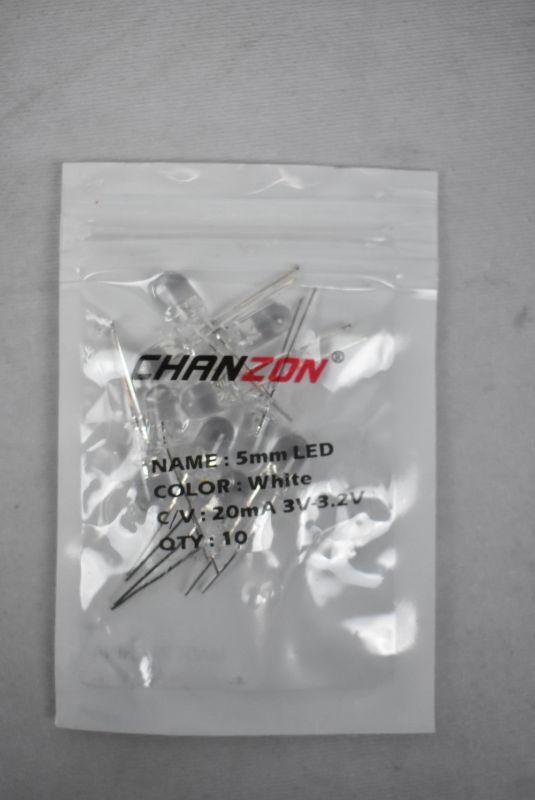 CHANZON®
NAME : 5mm LED
COLOR : White
C / V : 20mA 3V-3.2V
QTY : 10